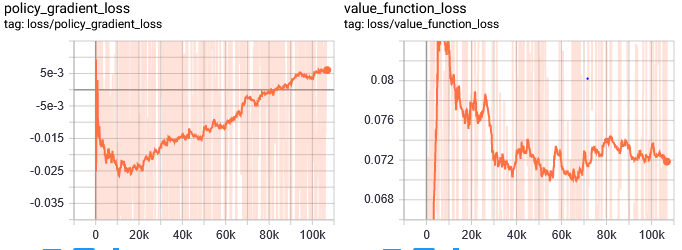 policy_gradient_loss
tag: loss/policy_gradient_loss
5e-3
-5e-3
-0.015
-0.025
-0.035
0 20k 40k 60k 80k 100k
value_function_loss
tag: loss/value_function_loss
0.08
0.076
0.072
0.068
0 20k 40k 60k 80k 100k